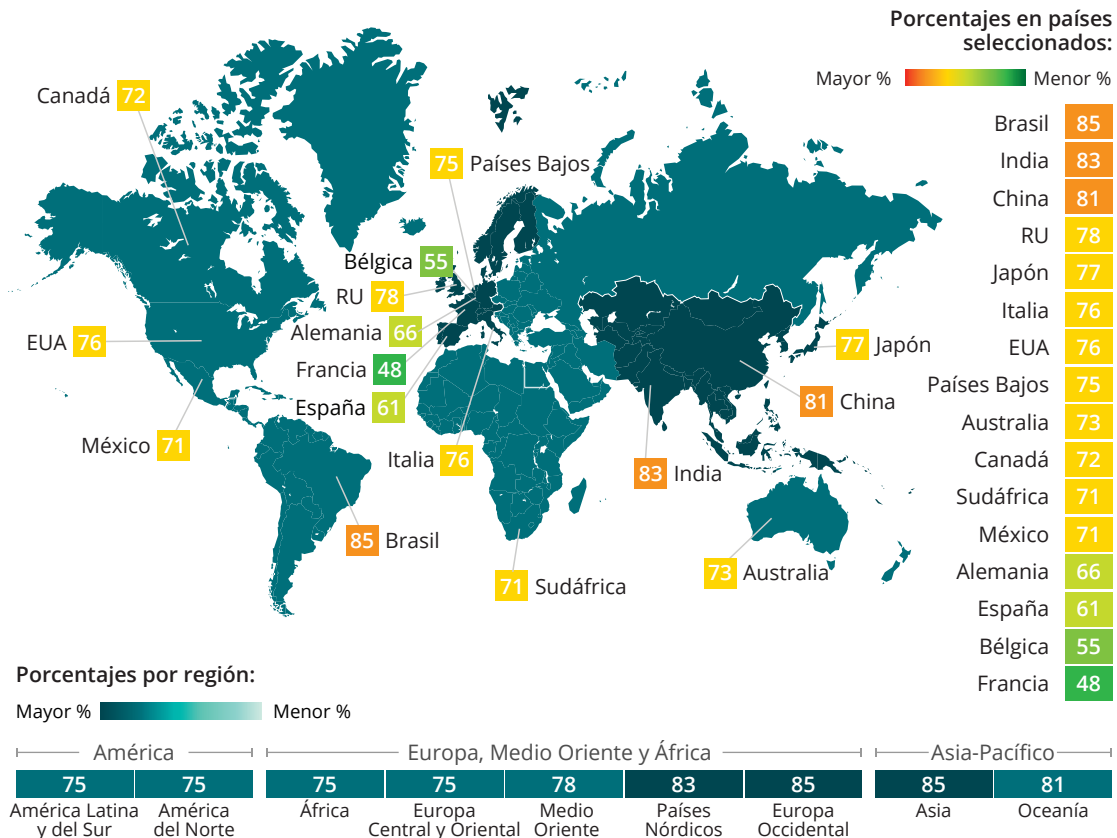 Porcentajes en países
seleccionados:
Mayor %
Menor %
Canadá 72
75 Países Bajos
Bélgica 55
RU 78
EUA 76
Alemania 66
Francia 48
España 61
77 Japón
81 China
México 71
Italia 76
83 India
85 Brasil
71 Sudáfrica
73 Australia
Brasil 85
India 83
China 81
RU 78
Japón 77
Italia 76
EUA 76
Países Bajos 75
Australia 73
Canadá 72
Sudáfrica 71
México 71
Alemania 66
España 61
Bélgica 55
Francia 48
Porcentajes por región:
Mayor %
Menor %
América
75
América Latina
y del Sur
75
América
del Norte
Europa, Medio Oriente y África
75
África
75
Europa
Central y Oriental
78
Medio
Oriente
83
Países
Nórdicos
85
Europa
Occidental
Asia-Pacífico
85
Asia
81
Oceanía